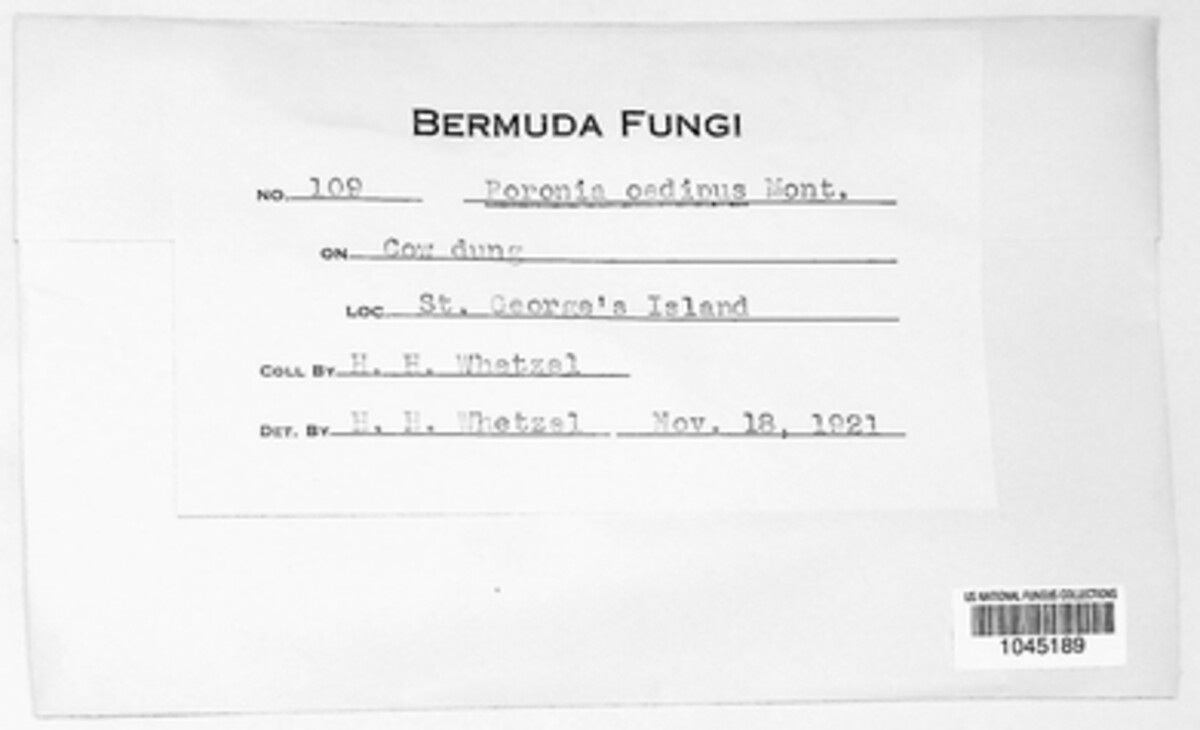 BERMUDA FUNGI
NO. 109 Poronia oedipus Mont.
ON Cow dung
LOC. St. George's Island
COLL BY H. H. Whetzel
DET. BY H. H. Whetzel Nov. 18, 1921
US NATIONAL FUNGUS COLLECTIONS
1045189